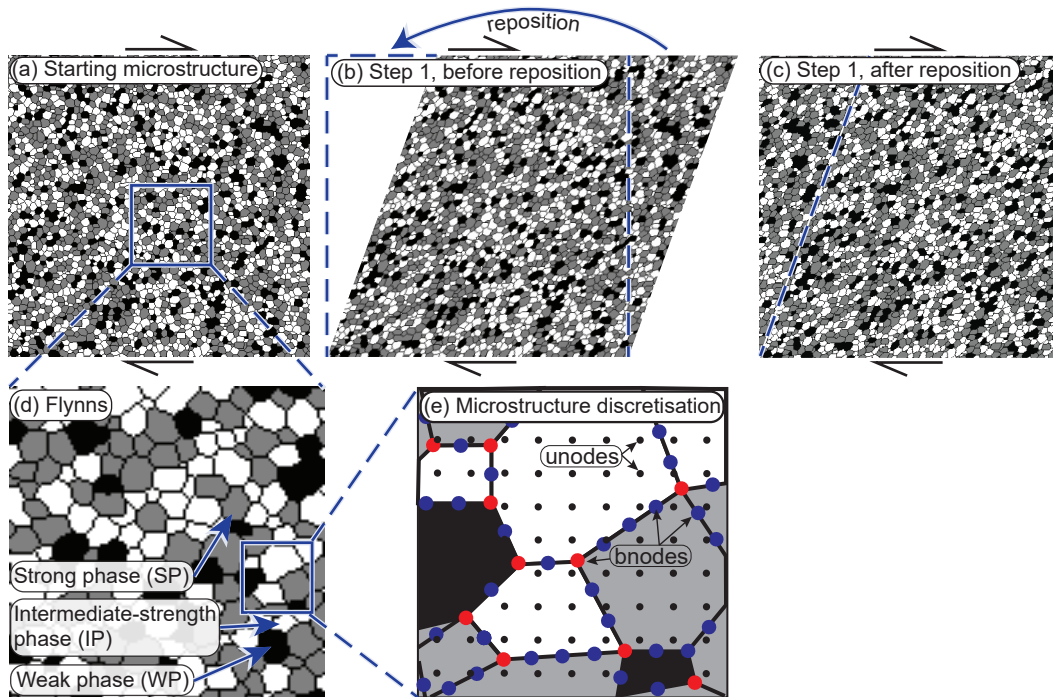 reposition
(a) Starting microstructure
(b) Step 1, before reposition
(c) Step 1, after reposition
(d) Flynns
Strong phase (SP)
Intermediate-strength
phase (IP)
Weak phase (WP)
(e) Microstructure discretisation
unodes
bnodes